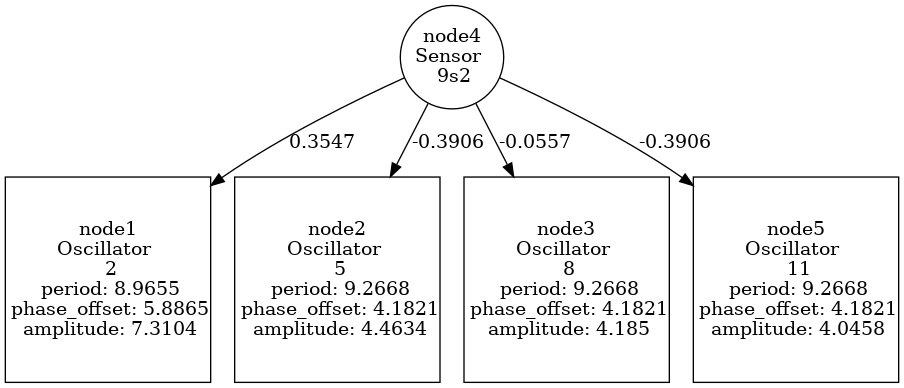 node4
Sensor
9s2
0.3547
-0.3906
-0.0557
-0.3906
node1
Oscillator
2
period: 8.9655
phase_offset: 5.8865
amplitude: 7.3104
node2
Oscillator
5
period: 9.2668
phase_offset: 4.1821
amplitude: 4.4634
node3
Oscillator
8
period: 9.2668
phase_offset: 4.1821
amplitude: 4.185
node5
Oscillator
11
period: 9.2668
phase_offset: 4.1821
amplitude: 4.0458